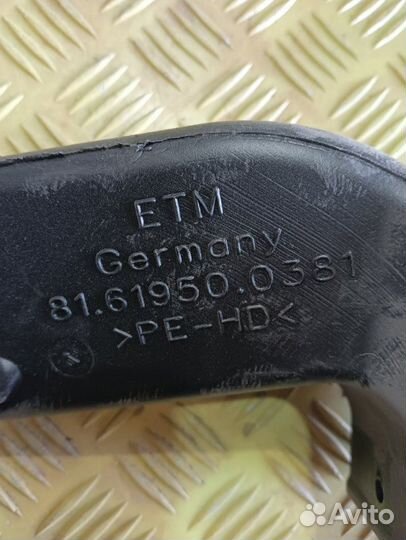 ETM
Germany
81.61950.0381
>PE-HD<
Avito